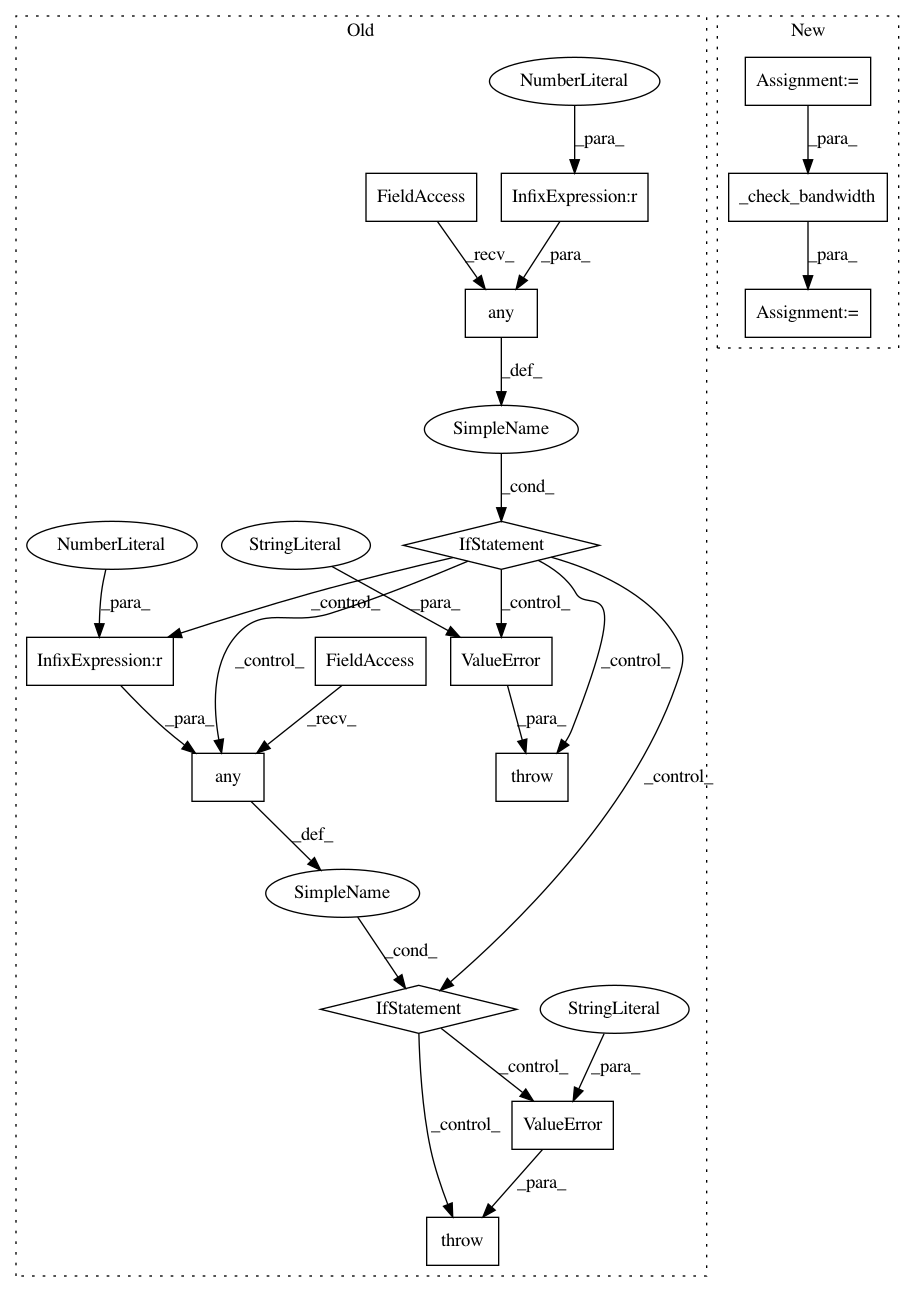 Old
New
NumberLiteral
Assignment:=
_para_
_para_
FieldAccess
InfixExpression:r
_check_bandwidth
_recv_
_para_
_para_
any
Assignment:=
_def_
SimpleName
_cond_
NumberLiteral
StringLiteral
IfStatement
_para_
_control_
_para_
_control_
InfixExpression:r
_control_
FieldAccess
ValueError
_control_
_para_
_recv_
_para_
any
throw
_control_
_def_
SimpleName
_cond_
IfStatement
StringLiteral
_control_
_para_
_control_
ValueError
_para_
throw